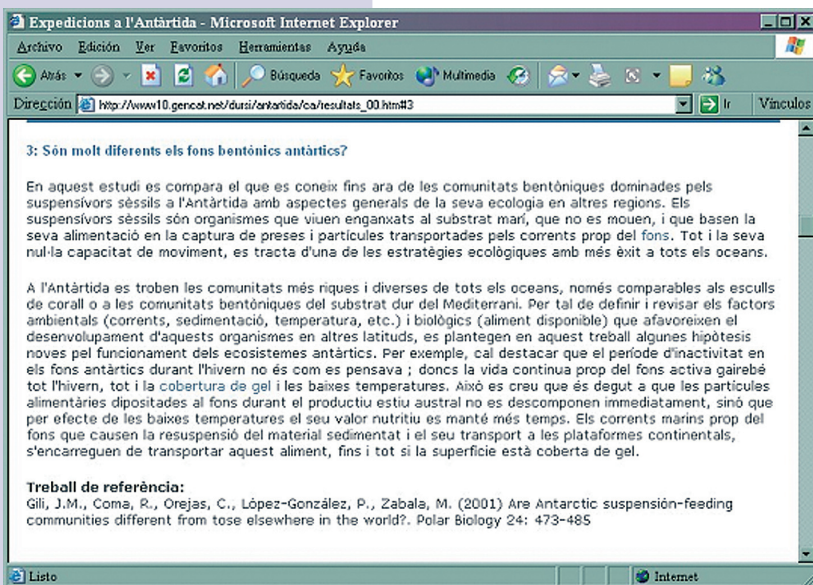 Expedicions a l'Antàrtida - Microsoft Internet Explorer
Archivo Edición Ver Favoritos Herramientas Ayuda
Atrás Búsqueda Favoritos Multimedia
Dirección http://www10.gencat.net/dursi/antartida/ca/resultats_00.htm#3 Ir Vínculos
3: Són molt diferents els fons bentònics antàrtics?
En aquest estudi es compara el que es coneix fins ara de les comunitats bentòniques dominades pels
suspensívors sèssils a l'Antàrtida amb aspectes generals de la seva ecologia en altres regions. Els
suspensívors sèssils són organismes que viuen enganxats al substrat marí, que no es mouen, i que basen la
seva alimentació en la captura de preses i partícules transportades pels corrents prop del fons. Tot i la seva
nul·la capacitat de moviment, es tracta d'una de les estratègies ecològiques amb més èxit a tots els oceans.
A l'Antàrtida es troben les comunitats més riques i diverses de tots els oceans, només comparables als esculls
de corall o a les comunitats bentòniques del substrat dur del Mediterrani. Per tal de definir i revisar els factors
ambientals (corrents, sedimentació, temperatura, etc.) i biològics (aliment disponible) que afavoreixen el
desenvolupament d'aquests organismes en altres latituds, es plantegen en aquest treball algunes hipòtesis
noves pel funcionament dels ecosistemes antàrtics. Per exemple, cal destacar que el període d'inactivitat en
els fons antàrtics durant l'hivern no és com es pensava ; doncs la vida continua prop del fons activa gairebé
tot l'hivern, tot i la cobertura de gel i les baixes temperatures. Això es creu que és degut a que les partícules
alimentàries dipositades al fons durant el productiu estiu austral no es descomponen immediatament, sinó que
per efecte de les baixes temperatures el seu valor nutritiu es manté més temps. Els corrents marins prop del
fons que causen la resuspensió del material sedimentat i el seu transport a les plataformes continentals,
s'encarreguen de transportar aquest aliment, fins i tot si la superfície està coberta de gel.
Treball de referència:
Gili, J.M., Coma, R., Orejas, C., López-González, P., Zabala, M. (2001) Are Antarctic suspensión-feeding
communities different from tose elsewhere in the world?. Polar Biology 24: 473-485
Listo Internet